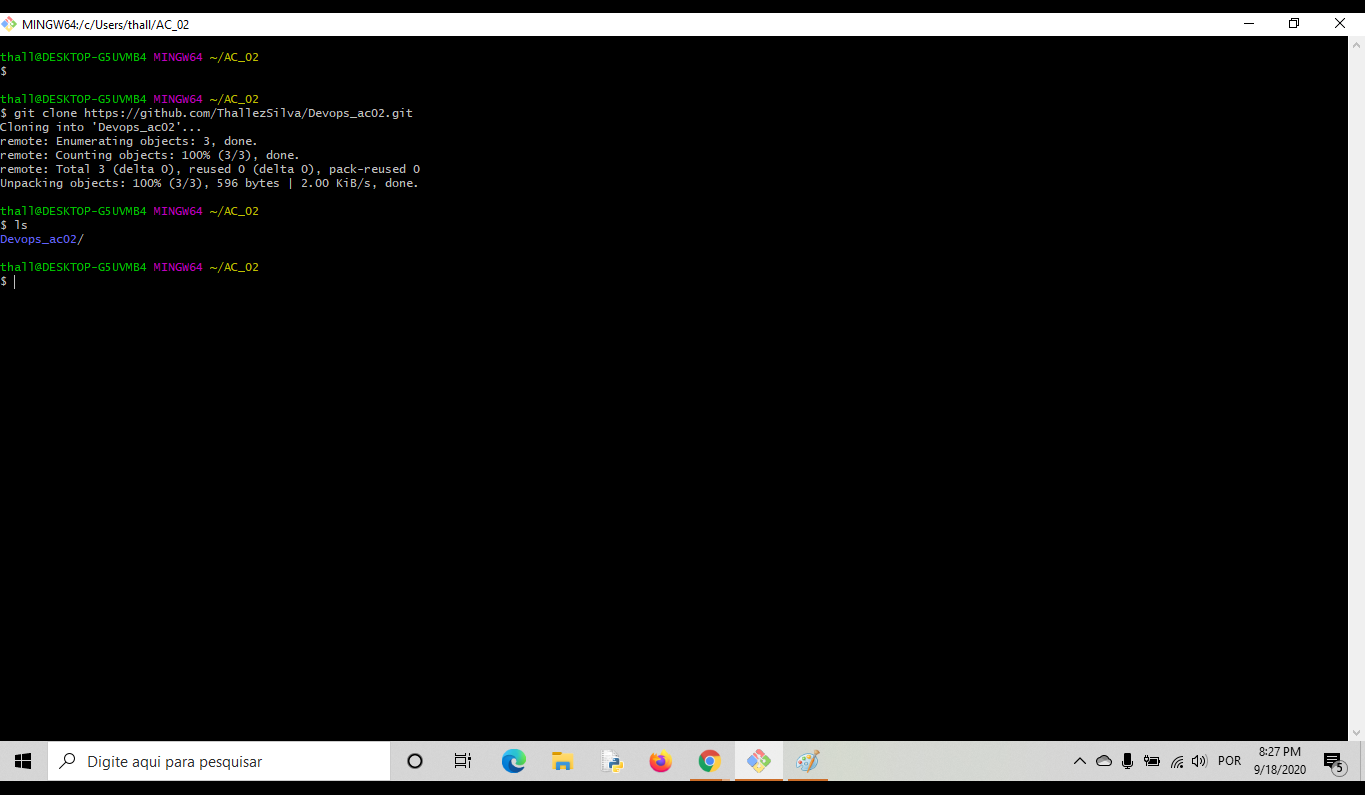 MINGW64:/c/Users/thall/AC_02
thall@DESKTOP-G5UVMB4 MINGW64 ~/AC_02
$
thall@DESKTOP-G5UVMB4 MINGW64 ~/AC_02
$ git clone https://github.com/ThallezSilva/Devops_ac02.git
Cloning into 'Devops_ac02'...
remote: Enumerating objects: 3, done.
remote: Counting objects: 100% (3/3), done.
remote: Total 3 (delta 0), reused 0 (delta 0), pack-reused 0
Unpacking objects: 100% (3/3), 596 bytes | 2.00 KiB/s, done.
thall@DESKTOP-G5UVMB4 MINGW64 ~/AC_02
$ ls
Devops_ac02/
thall@DESKTOP-G5UVMB4 MINGW64 ~/AC_02
$
Digite aqui para pesquisar
POR
8:27 PM
9/18/2020
5